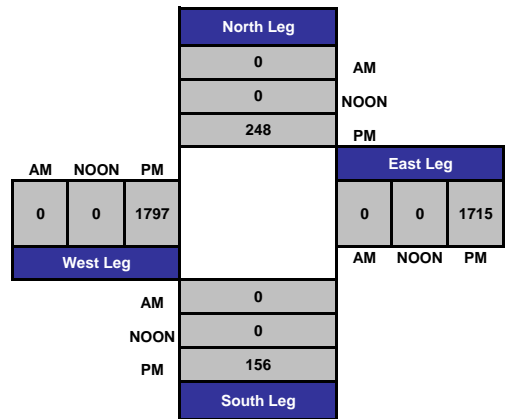 North Leg
0 AM
0 NOON
248 PM
AM NOON PM East Leg
0 0 1797 0 0 1715
West Leg AM NOON PM
AM 0
NOON 0
PM 156
South Leg